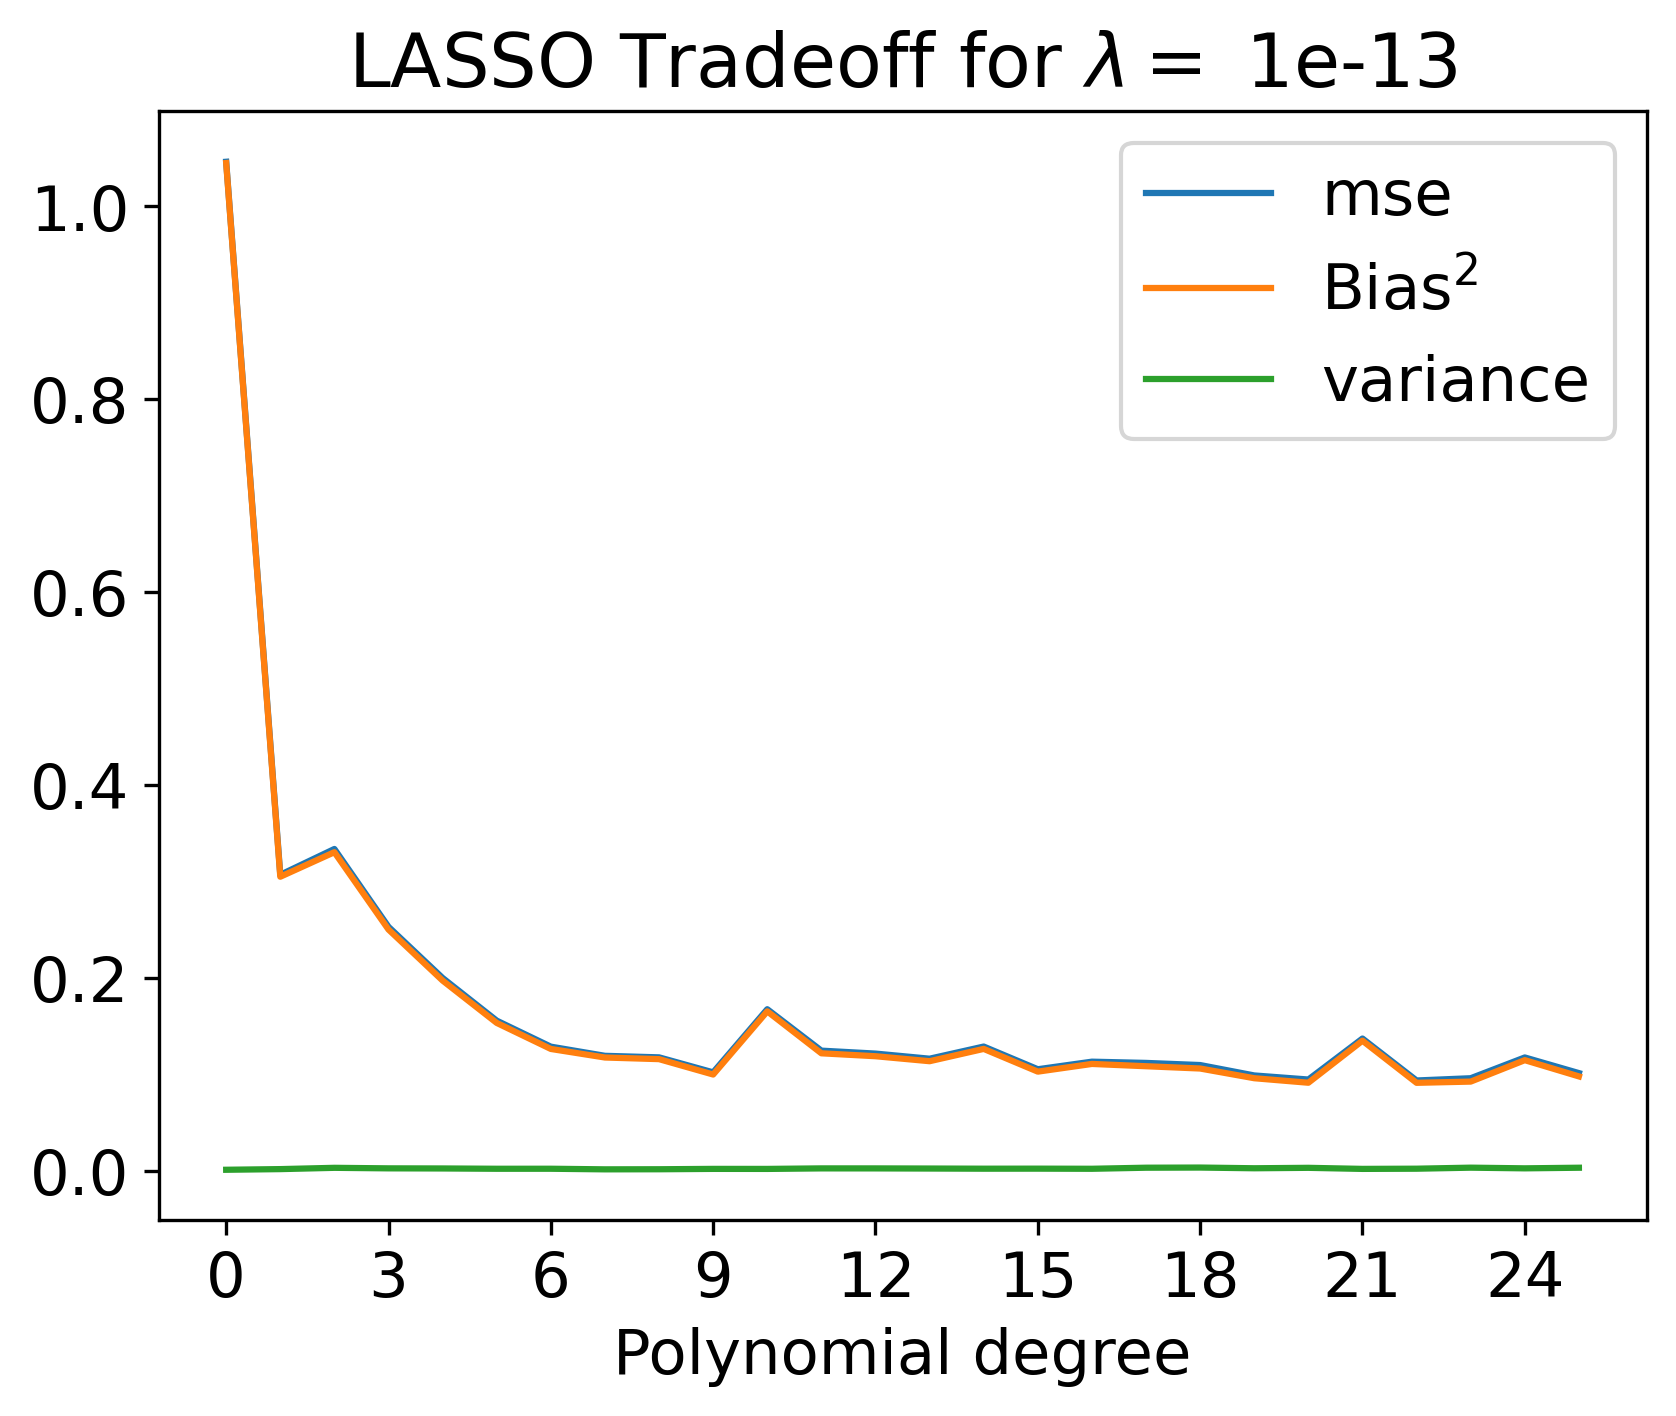 LASSO Tradeoff for λ = 1e-13
mse
Bias²
variance
1.0
0.8
0.6
0.4
0.2
0.0
0 3 6 9 12 15 18 21 24
Polynomial degree